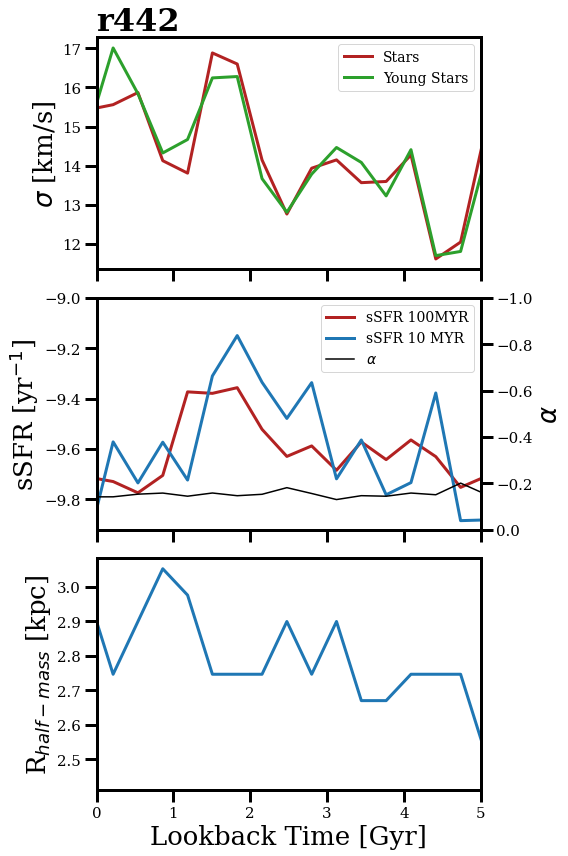 r442
17
16
15
14
13
12
σ [km/s]
Stars
Young Stars
−9.0
−9.2
−9.4
−9.6
−9.8
sSFR [yr⁻¹]
sSFR 100MYR
sSFR 10 MYR
α
−1.0
−0.8
−0.6
−0.4
−0.2
0.0
α
3.0
2.9
2.8
2.7
2.6
2.5
R_half−mass [kpc]
0 1 2 3 4 5
Lookback Time [Gyr]